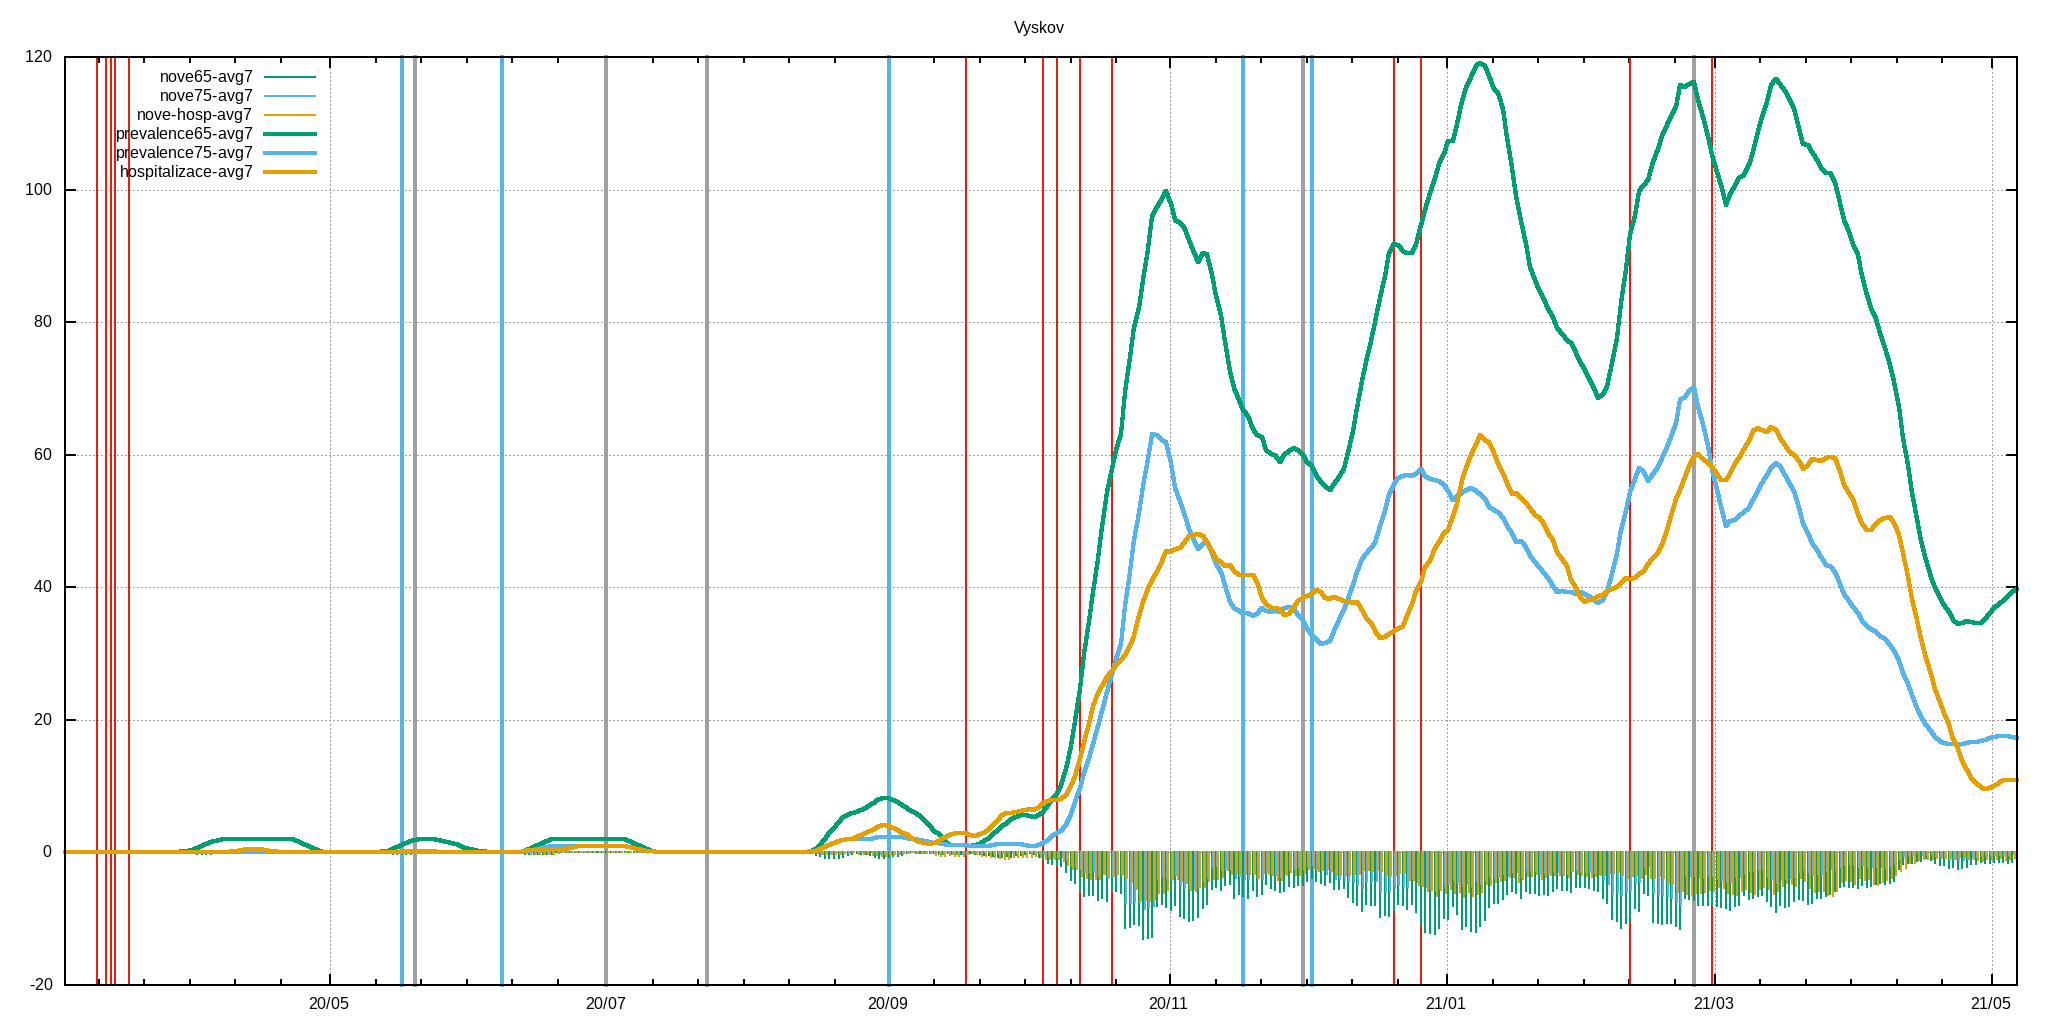 Vyskov
120
100
80
60
40
20
0
-20
nove65-avg7
nove75-avg7
nove-hosp-avg7
prevalence65-avg7
prevalence75-avg7
hospitalizace-avg7
20/05 20/07 20/09 20/11 21/01 21/03 21/05